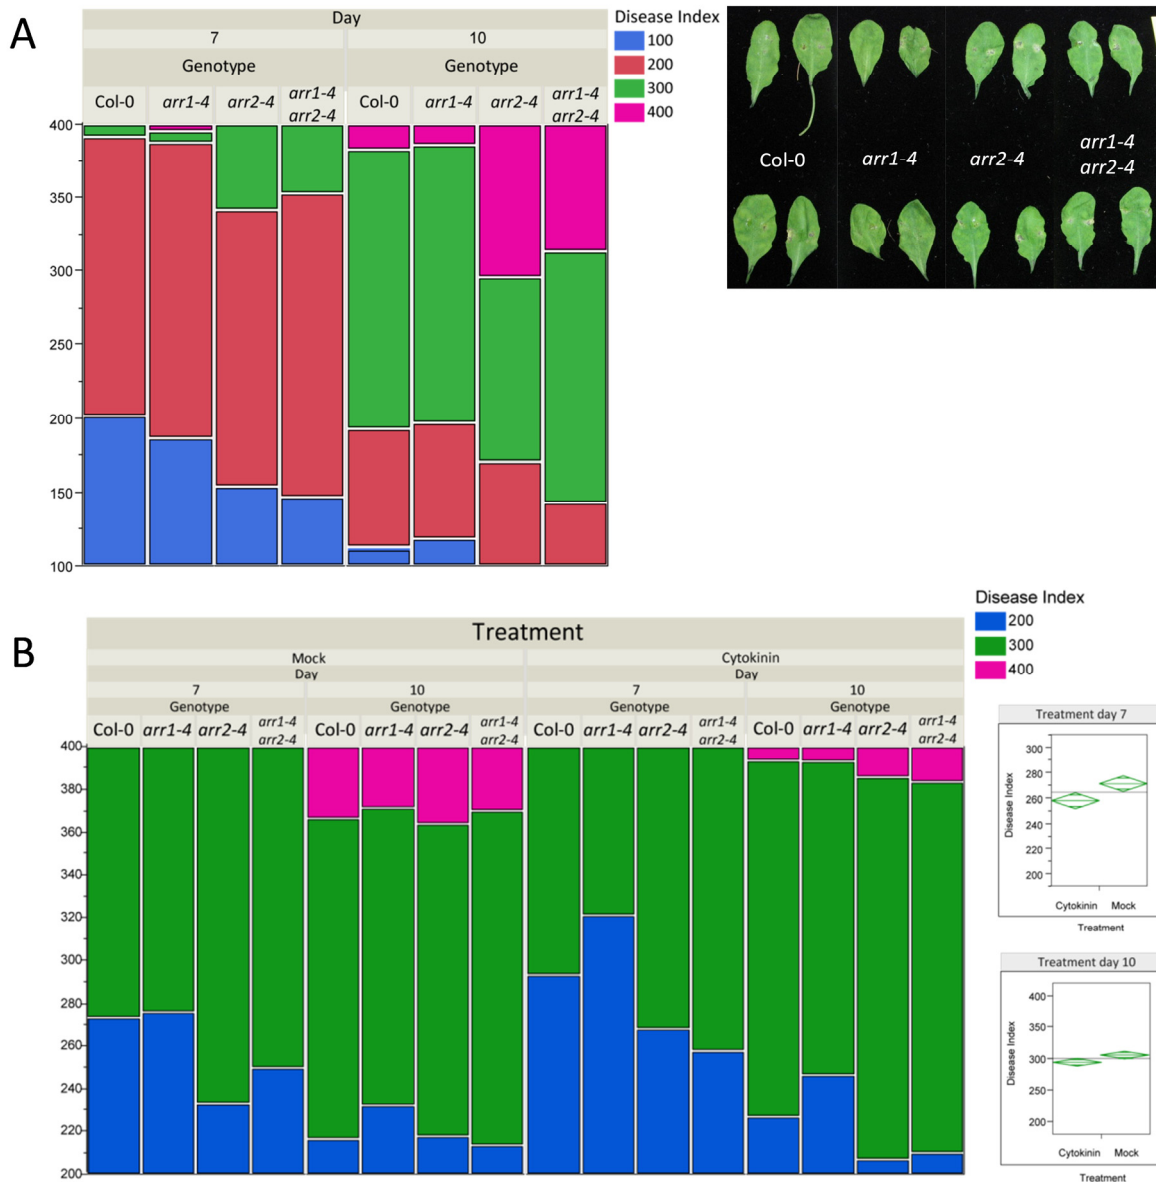 A
Day
7 10
Genotype Genotype
Col-0 arr1-4 arr2-4 arr1-4 arr2-4 Col-0 arr1-4 arr2-4 arr1-4 arr2-4
400
350
300
250
200
150
100
Disease Index
100
200
300
400
Col-0 arr1-4 arr2-4 arr1-4
arr2-4
B
Treatment
Mock Cytokinin
Day Day
7 10 7 10
Genotype Genotype Genotype Genotype
Col-0 arr1-4 arr2-4 arr1-4 arr2-4 Col-0 arr1-4 arr2-4 arr1-4 arr2-4 Col-0 arr1-4 arr2-4 arr1-4 arr2-4 Col-0 arr1-4 arr2-4 arr1-4 arr2-4
400
380
360
340
320
300
280
260
240
220
200
Disease Index
200
300
400
Treatment day 7
Disease Index
300
280
260
240
220
200
Cytokinin Mock
Treatment
Treatment day 10
Disease Index
400
350
300
200
Cytokinin Mock
Treatment